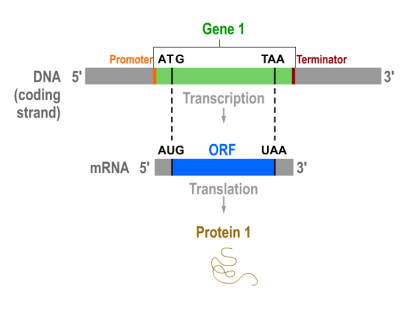 Gene 1
Promoter ATG TAA Terminator
DNA 5' 3'
(coding
strand)
Transcription
AUG ORF UAA
mRNA 5' 3'
Translation
Protein 1